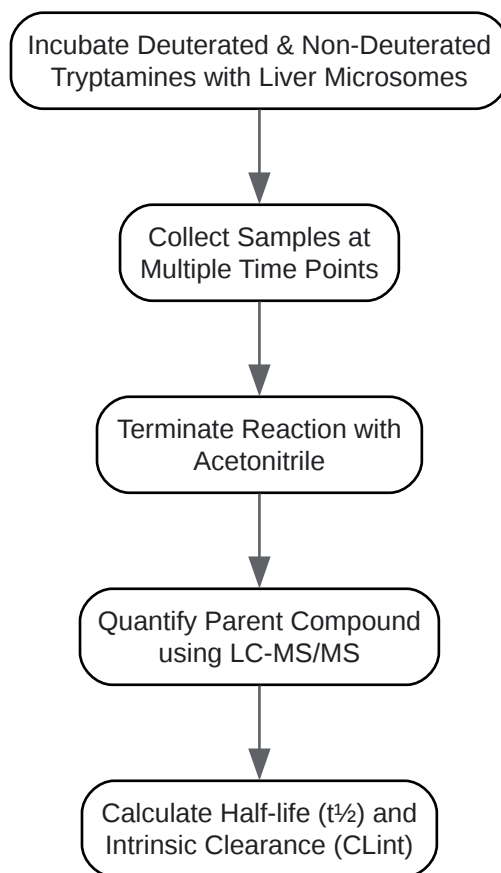 Incubate Deuterated & Non-Deuterated
Tryptamines with Liver Microsomes
Collect Samples at
Multiple Time Points
Terminate Reaction with
Acetonitrile
Quantify Parent Compound
using LC-MS/MS
Calculate Half-life (t½) and
Intrinsic Clearance (CLint)